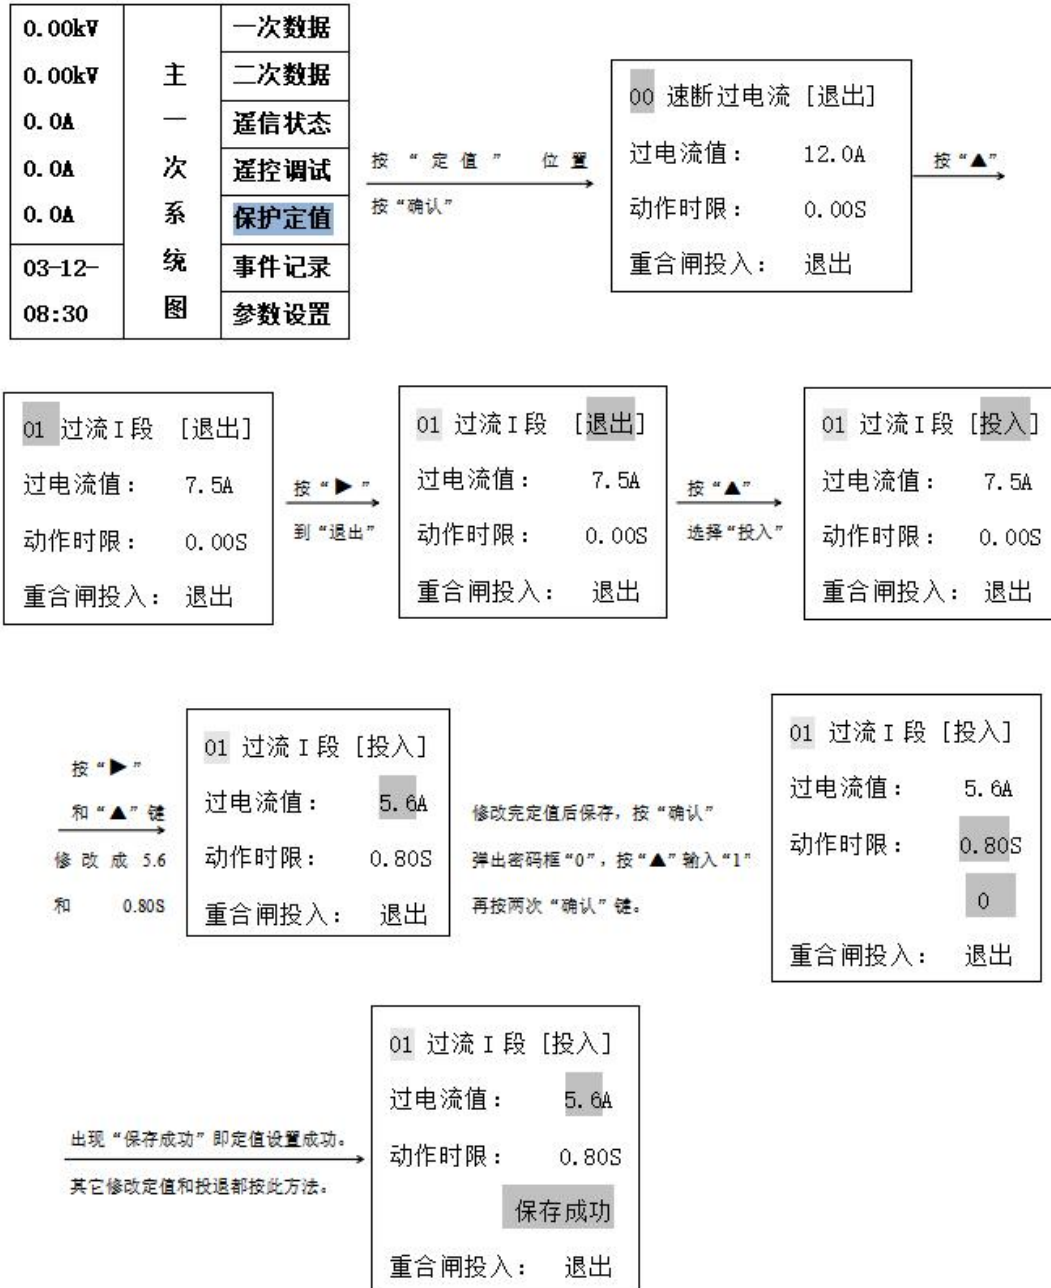 0.00kV 一次数据
0.00kV 主 二次数据
0.0A 一 遥信状态
0.0A 次 遥控调试
0.0A 系 保护定值
03-12- 统 事件记录
08:30 图 参数设置
按“定值” 位置
按“确认”
00 速断过电流 [退出]
过电流值： 12.0A
动作时限： 0.00S
重合闸投入： 退出
按“▲”
01 过流I段 [退出]
过电流值： 7.5A
动作时限： 0.00S
重合闸投入： 退出
按“▶”
到“退出”
01 过流I段 [退出]
过电流值： 7.5A
动作时限： 0.00S
重合闸投入： 退出
按“▲”
选择“投入”
01 过流I段 [投入]
过电流值： 7.5A
动作时限： 0.00S
重合闸投入： 退出
按“▶”
和“▲”键
修改成 5.6
和 0.80S
01 过流I段 [投入]
过电流值： 5.6A
动作时限： 0.80S
重合闸投入： 退出
修改完定值后保存，按“确认”
弹出密码框“0”，按“▲”输入“1”
再按两次“确认”键。
01 过流I段 [投入]
过电流值： 5.6A
动作时限： 0.80S
0
重合闸投入： 退出
出现“保存成功”即定值设置成功。
其它修改定值和投退都按此方法。
01 过流I段 [投入]
过电流值： 5.6A
动作时限： 0.80S
保存成功
重合闸投入： 退出